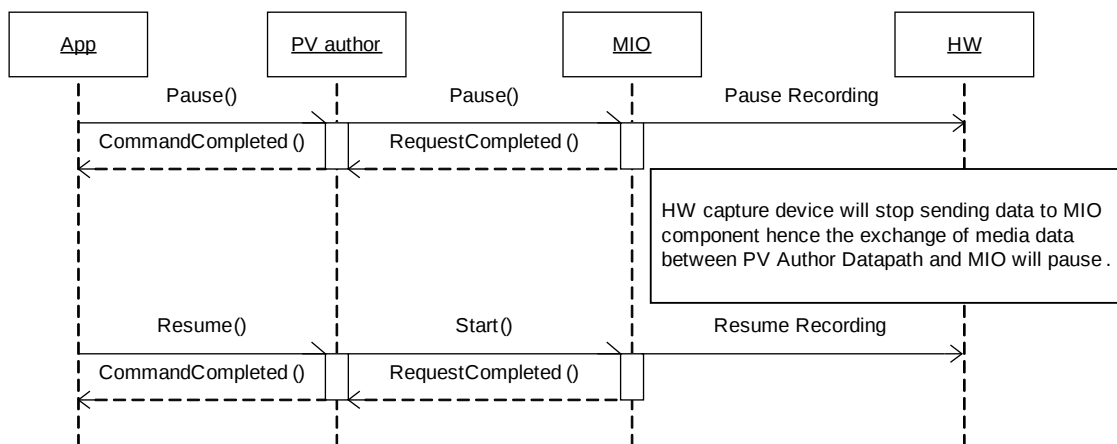 App
PV author
MIO
HW
Pause()
Pause()
Pause Recording
CommandCompleted ()
RequestCompleted ()
HW capture device will stop sending data to MIO
component hence the exchange of media data
between PV Author Datapath and MIO will pause .
Resume()
Start()
Resume Recording
CommandCompleted ()
RequestCompleted ()